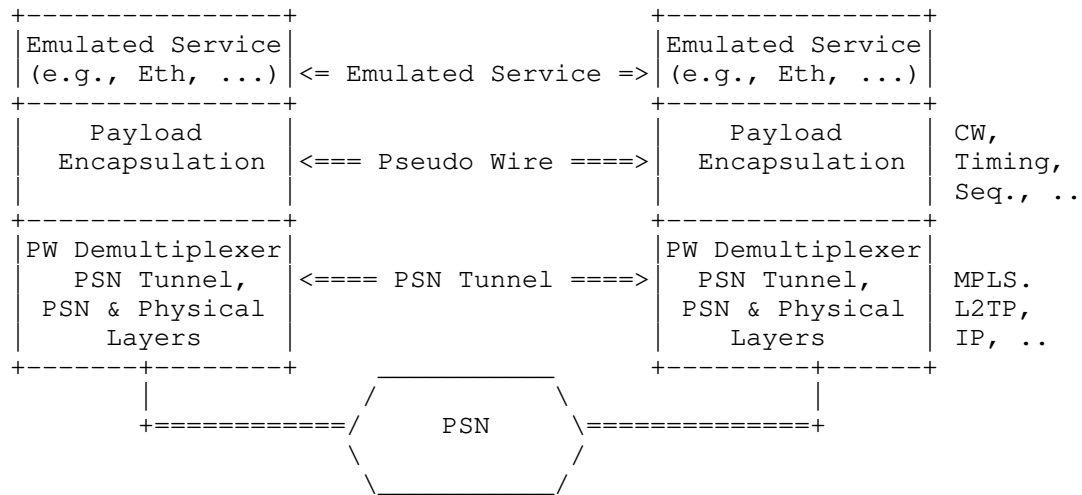 Emulated Service Emulated Service
(e.g., Eth, ...) <= Emulated Service => (e.g., Eth, ...)
Payload Payload CW,
Encapsulation <=== Pseudo Wire ====> Encapsulation Timing,
Seq., ..
PW Demultiplexer PW Demultiplexer
PSN Tunnel, <==== PSN Tunnel ====> PSN Tunnel, MPLS.
PSN & Physical PSN & Physical L2TP,
Layers Layers IP, ..
PSN